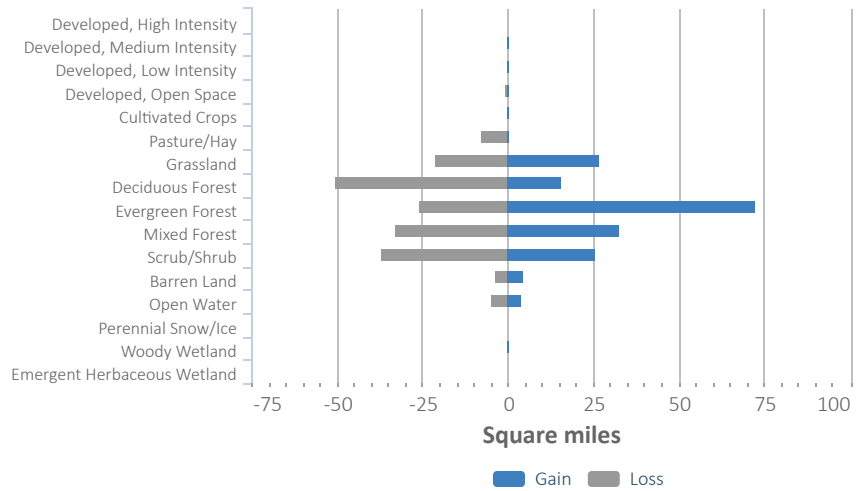 Developed, High Intensity
Developed, Medium Intensity
Developed, Low Intensity
Developed, Open Space
Cultivated Crops
Pasture/Hay
Grassland
Deciduous Forest
Evergreen Forest
Mixed Forest
Scrub/Shrub
Barren Land
Open Water
Perennial Snow/Ice
Woody Wetland
Emergent Herbaceous Wetland
-75 -50 -25 0 25 50 75 100
Square miles
Gain Loss